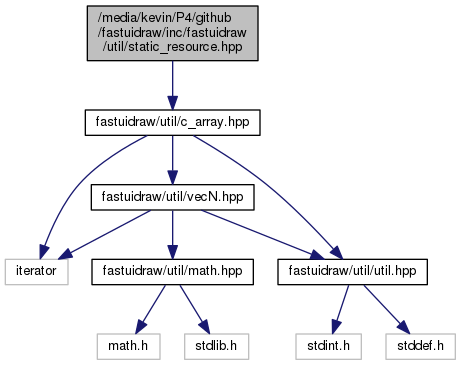 /media/kevin/P4/github
/fastuidraw/inc/fastuidraw
/util/static_resource.hpp
fastuidraw/util/c_array.hpp
fastuidraw/util/vecN.hpp
iterator
fastuidraw/util/math.hpp
fastuidraw/util/util.hpp
math.h
stdlib.h
stdint.h
stddef.h